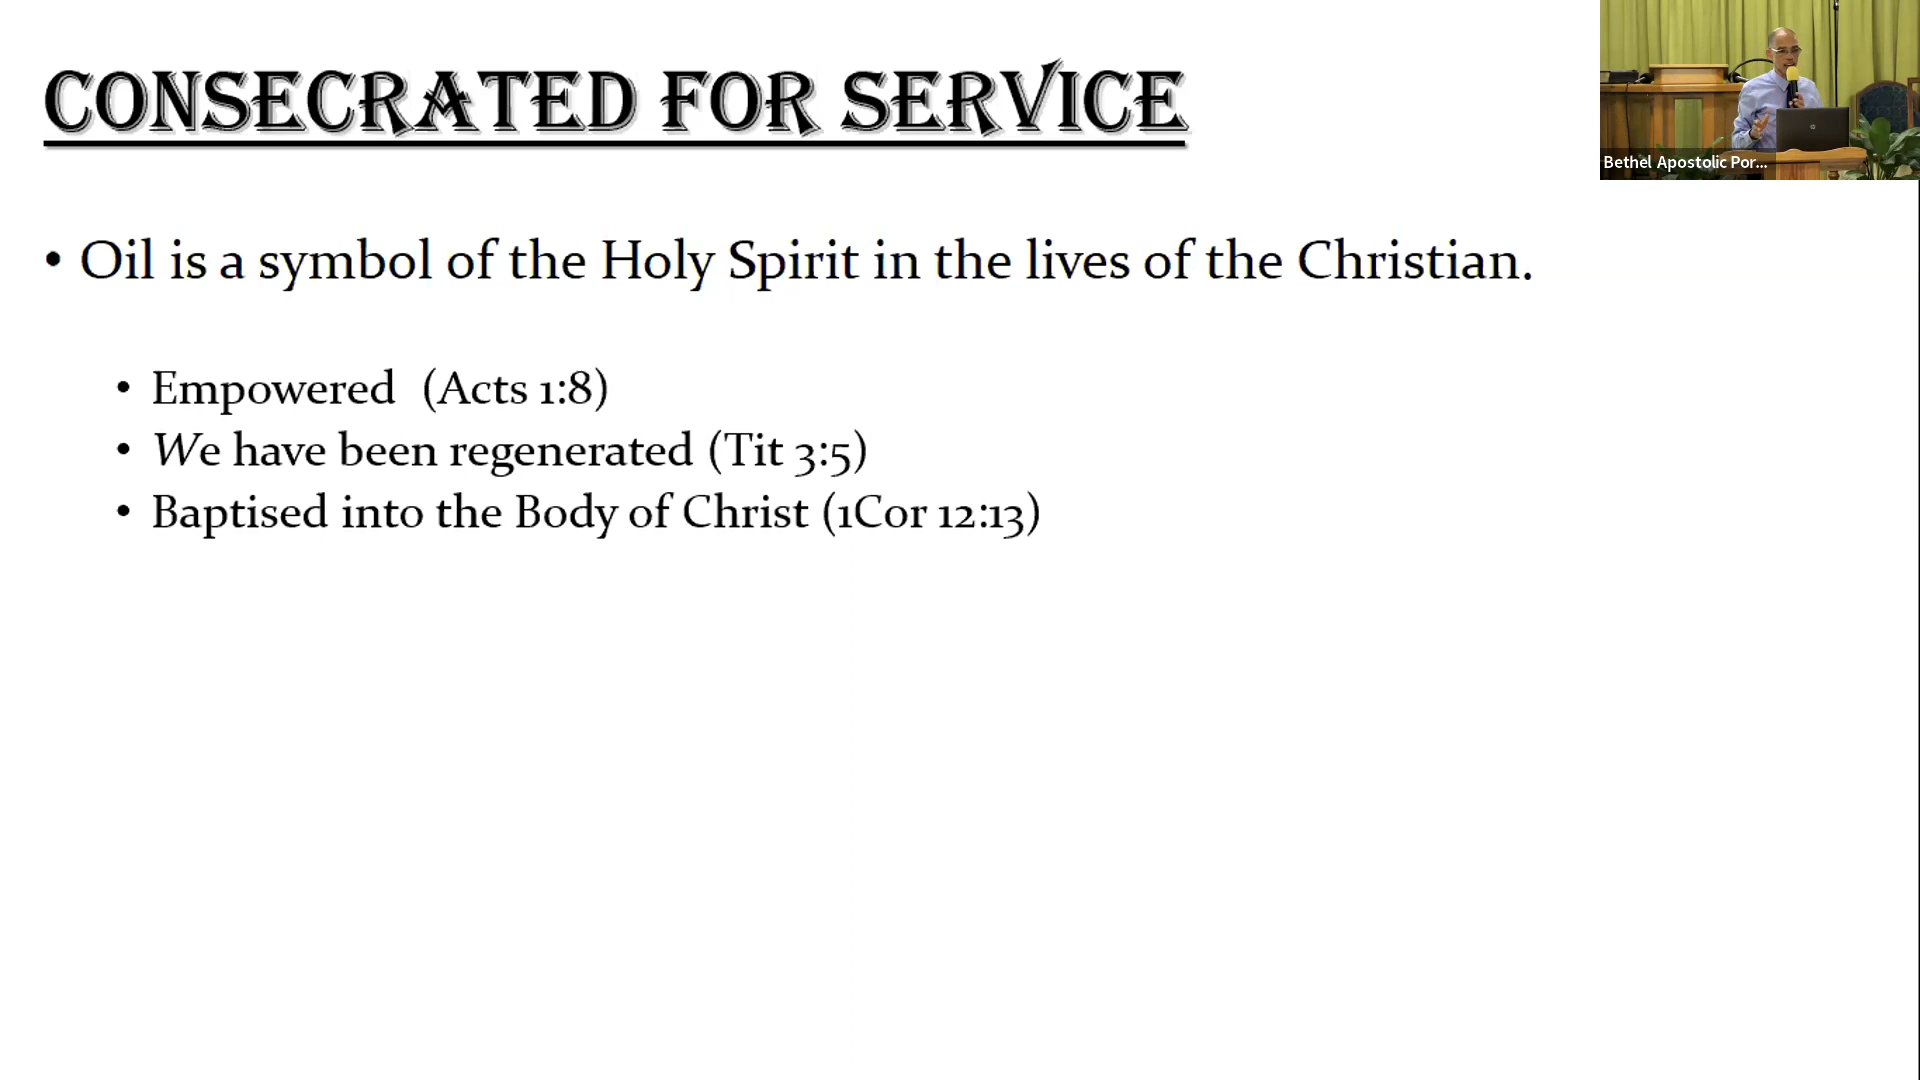 CONSECRATED FOR SERVICE
Bethel Apostolic Por...
• Oil is a symbol of the Holy Spirit in the lives of the Christian.
• Empowered (Acts 1:8)
• We have been regenerated (Tit 3:5)
• Baptised into the Body of Christ (1Cor 12:13)